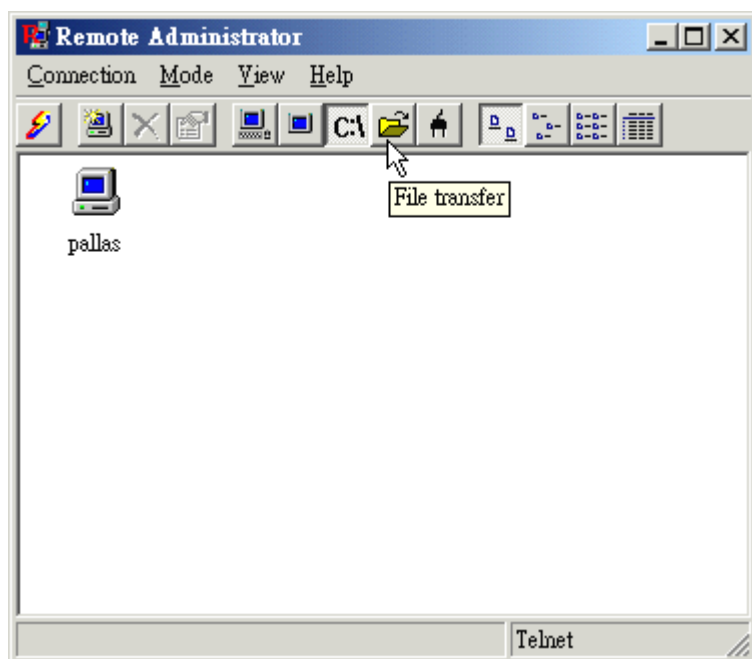 Remote Administrator
Connection Mode View Help
C:\
File transfer
pallas
Telnet